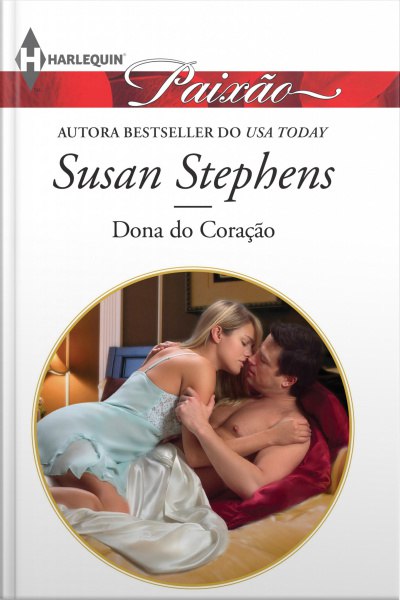 HARLEQUIN®
Paixão
AUTORA BESTSELLER DO USA TODAY
Susan Stephens
Dona do Coração